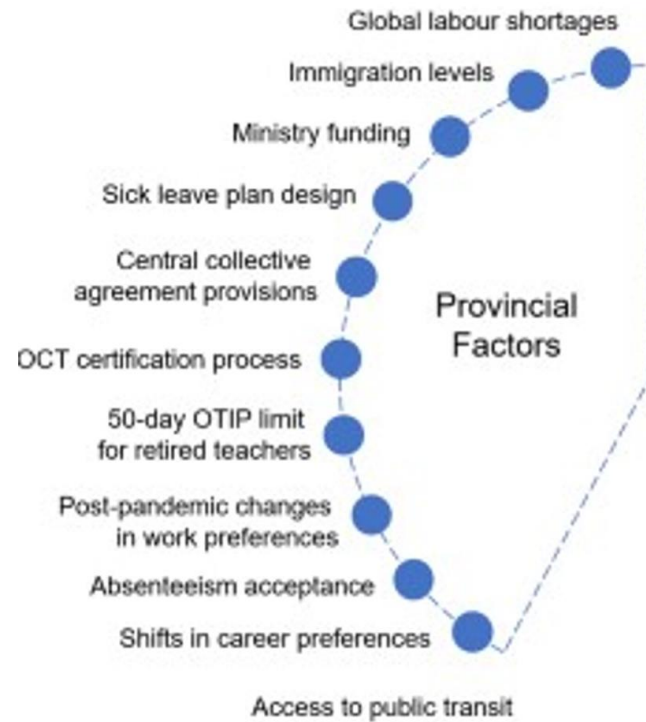 Global labour shortages
Immigration levels
Ministry funding
Sick leave plan design
Central collective
agreement provisions
Provincial
Factors
OCT certification process
50-day OTIP limit
for retired teachers
Post-pandemic changes
in work preferences
Absenteeism acceptance
Shifts in career preferences
Access to public transit